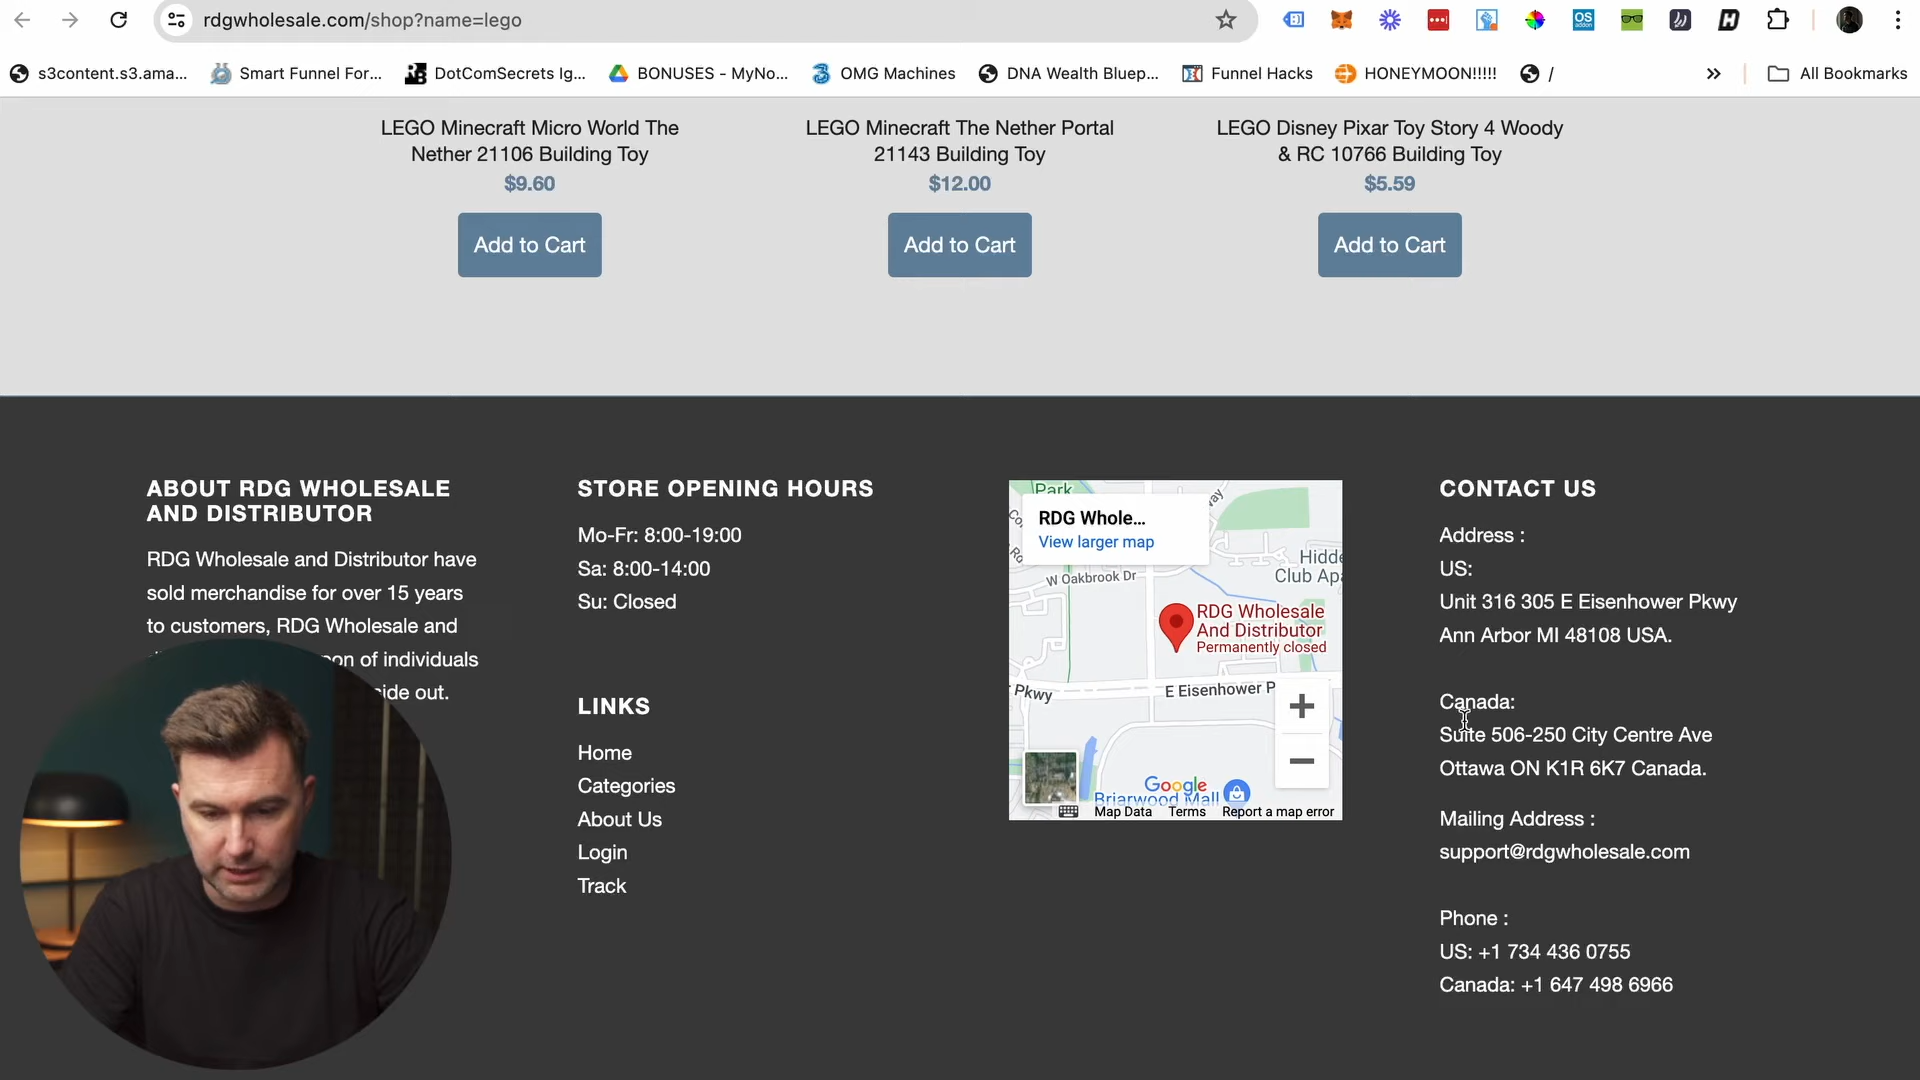 rdgwholesale.com/shop?name=lego
s3content.s3.ama...
Smart Funnel For...
DotComSecrets Ig...
BONUSES - MyNo...
OMG Machines
DNA Wealth Bluep...
Funnel Hacks
HONEYMOON!!!!!
/
»
All Bookmarks
LEGO Minecraft Micro World The
Nether 21106 Building Toy
$9.60
Add to Cart
LEGO Minecraft The Nether Portal
21143 Building Toy
$12.00
Add to Cart
LEGO Disney Pixar Toy Story 4 Woody
& RC 10766 Building Toy
$5.59
Add to Cart
ABOUT RDG WHOLESALE
AND DISTRIBUTOR
RDG Wholesale and Distributor have
sold merchandise for over 15 years
to customers, RDG Wholesale and
of individuals
out.
STORE OPENING HOURS
Mo-Fr: 8:00-19:00
Sa: 8:00-14:00
Su: Closed
LINKS
Home
Categories
About Us
Login
Track
Park
RDG Whole...
View larger map
W Oakbrook Dr
Hidde
Club Apa
RDG Wholesale
And Distributor
Permanently closed
Pkwy
E Eisenhower P
Google
Briarwood Mall
Map Data
Terms
Report a map error
CONTACT US
Address :
US:
Unit 316 305 E Eisenhower Pkwy
Ann Arbor MI 48108 USA.
Canada:
Suite 506-250 City Centre Ave
Ottawa ON K1R 6K7 Canada.
Mailing Address :
support@rdgwholesale.com
Phone :
US: +1 734 436 0755
Canada: +1 647 498 6966